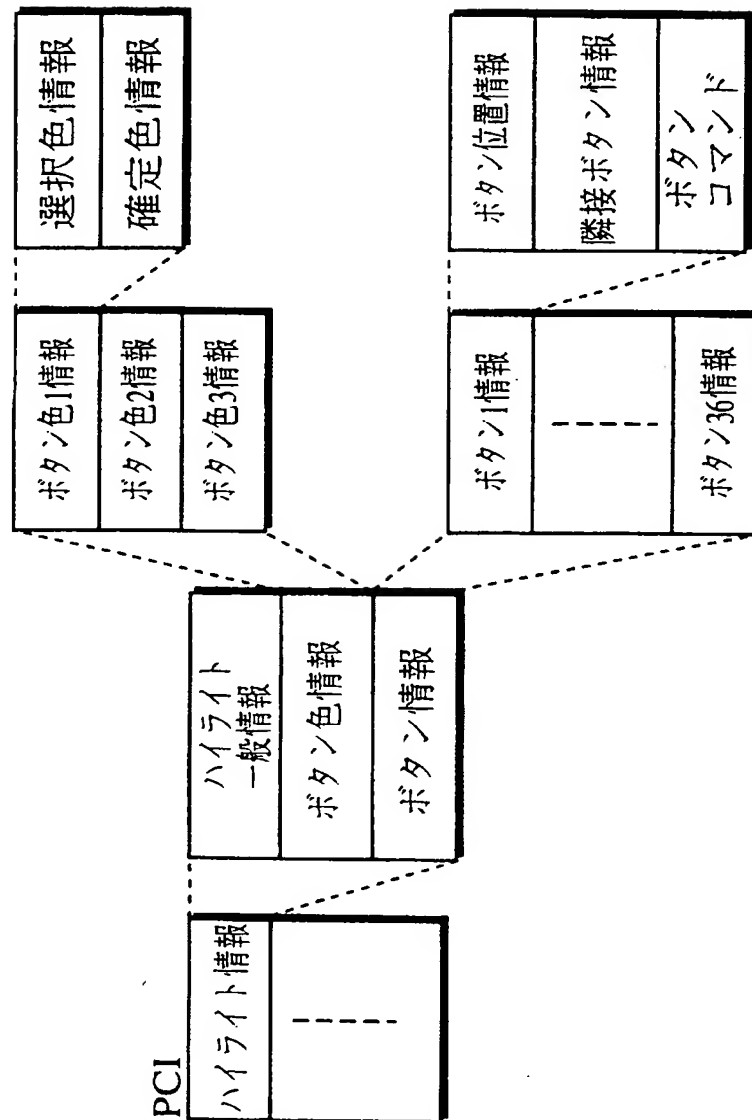 PCI
ハイライト情報
ハイライト
一般情報
ボタン色情報
ボタン情報
ボタン色1情報
ボタン色2情報
ボタン色3情報
選択色情報
確定色情報
ボタン1情報
ボタン36情報
ボタン位置情報
隣接ボタン情報
ボタン
コマンド